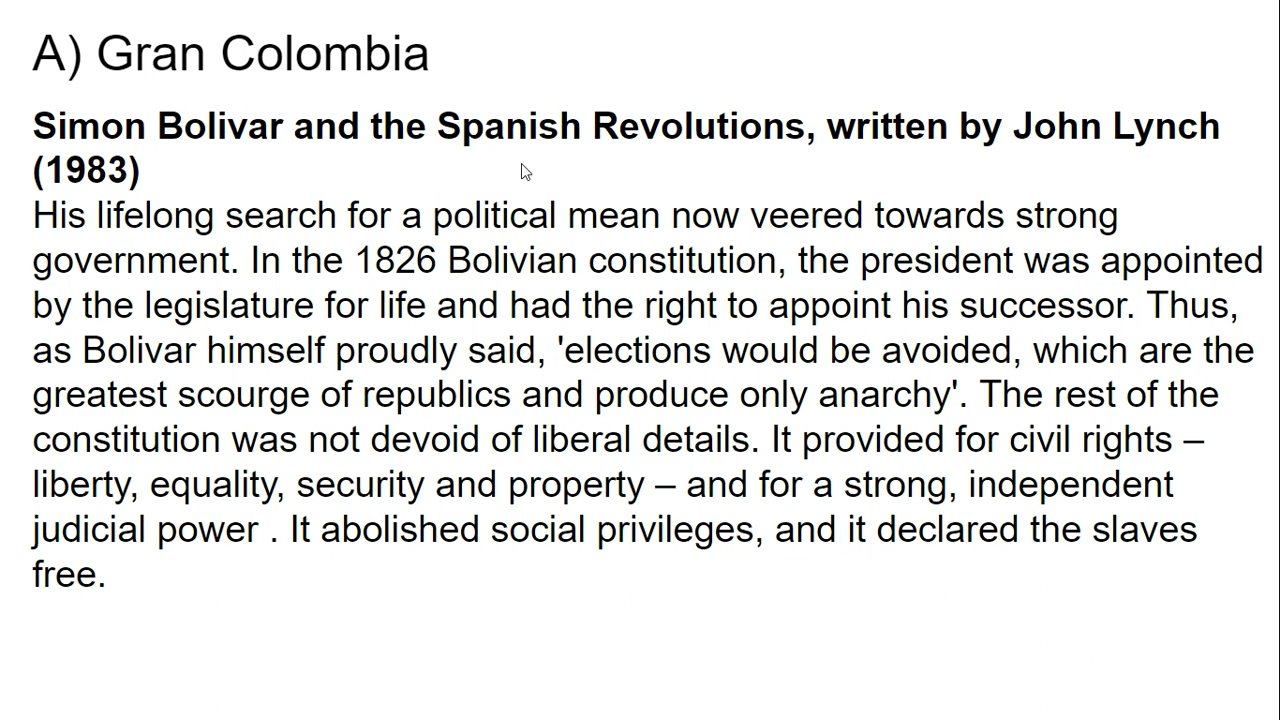 A) Gran Colombia
Simon Bolivar and the Spanish Revolutions, written by John Lynch
(1983)
His lifelong search for a political mean now veered towards strong
government. In the 1826 Bolivian constitution, the president was appointed
by the legislature for life and had the right to appoint his successor. Thus,
as Bolivar himself proudly said, 'elections would be avoided, which are the
greatest scourge of republics and produce only anarchy'. The rest of the
constitution was not devoid of liberal details. It provided for civil rights –
liberty, equality, security and property – and for a strong, independent
judicial power . It abolished social privileges, and it declared the slaves
free.